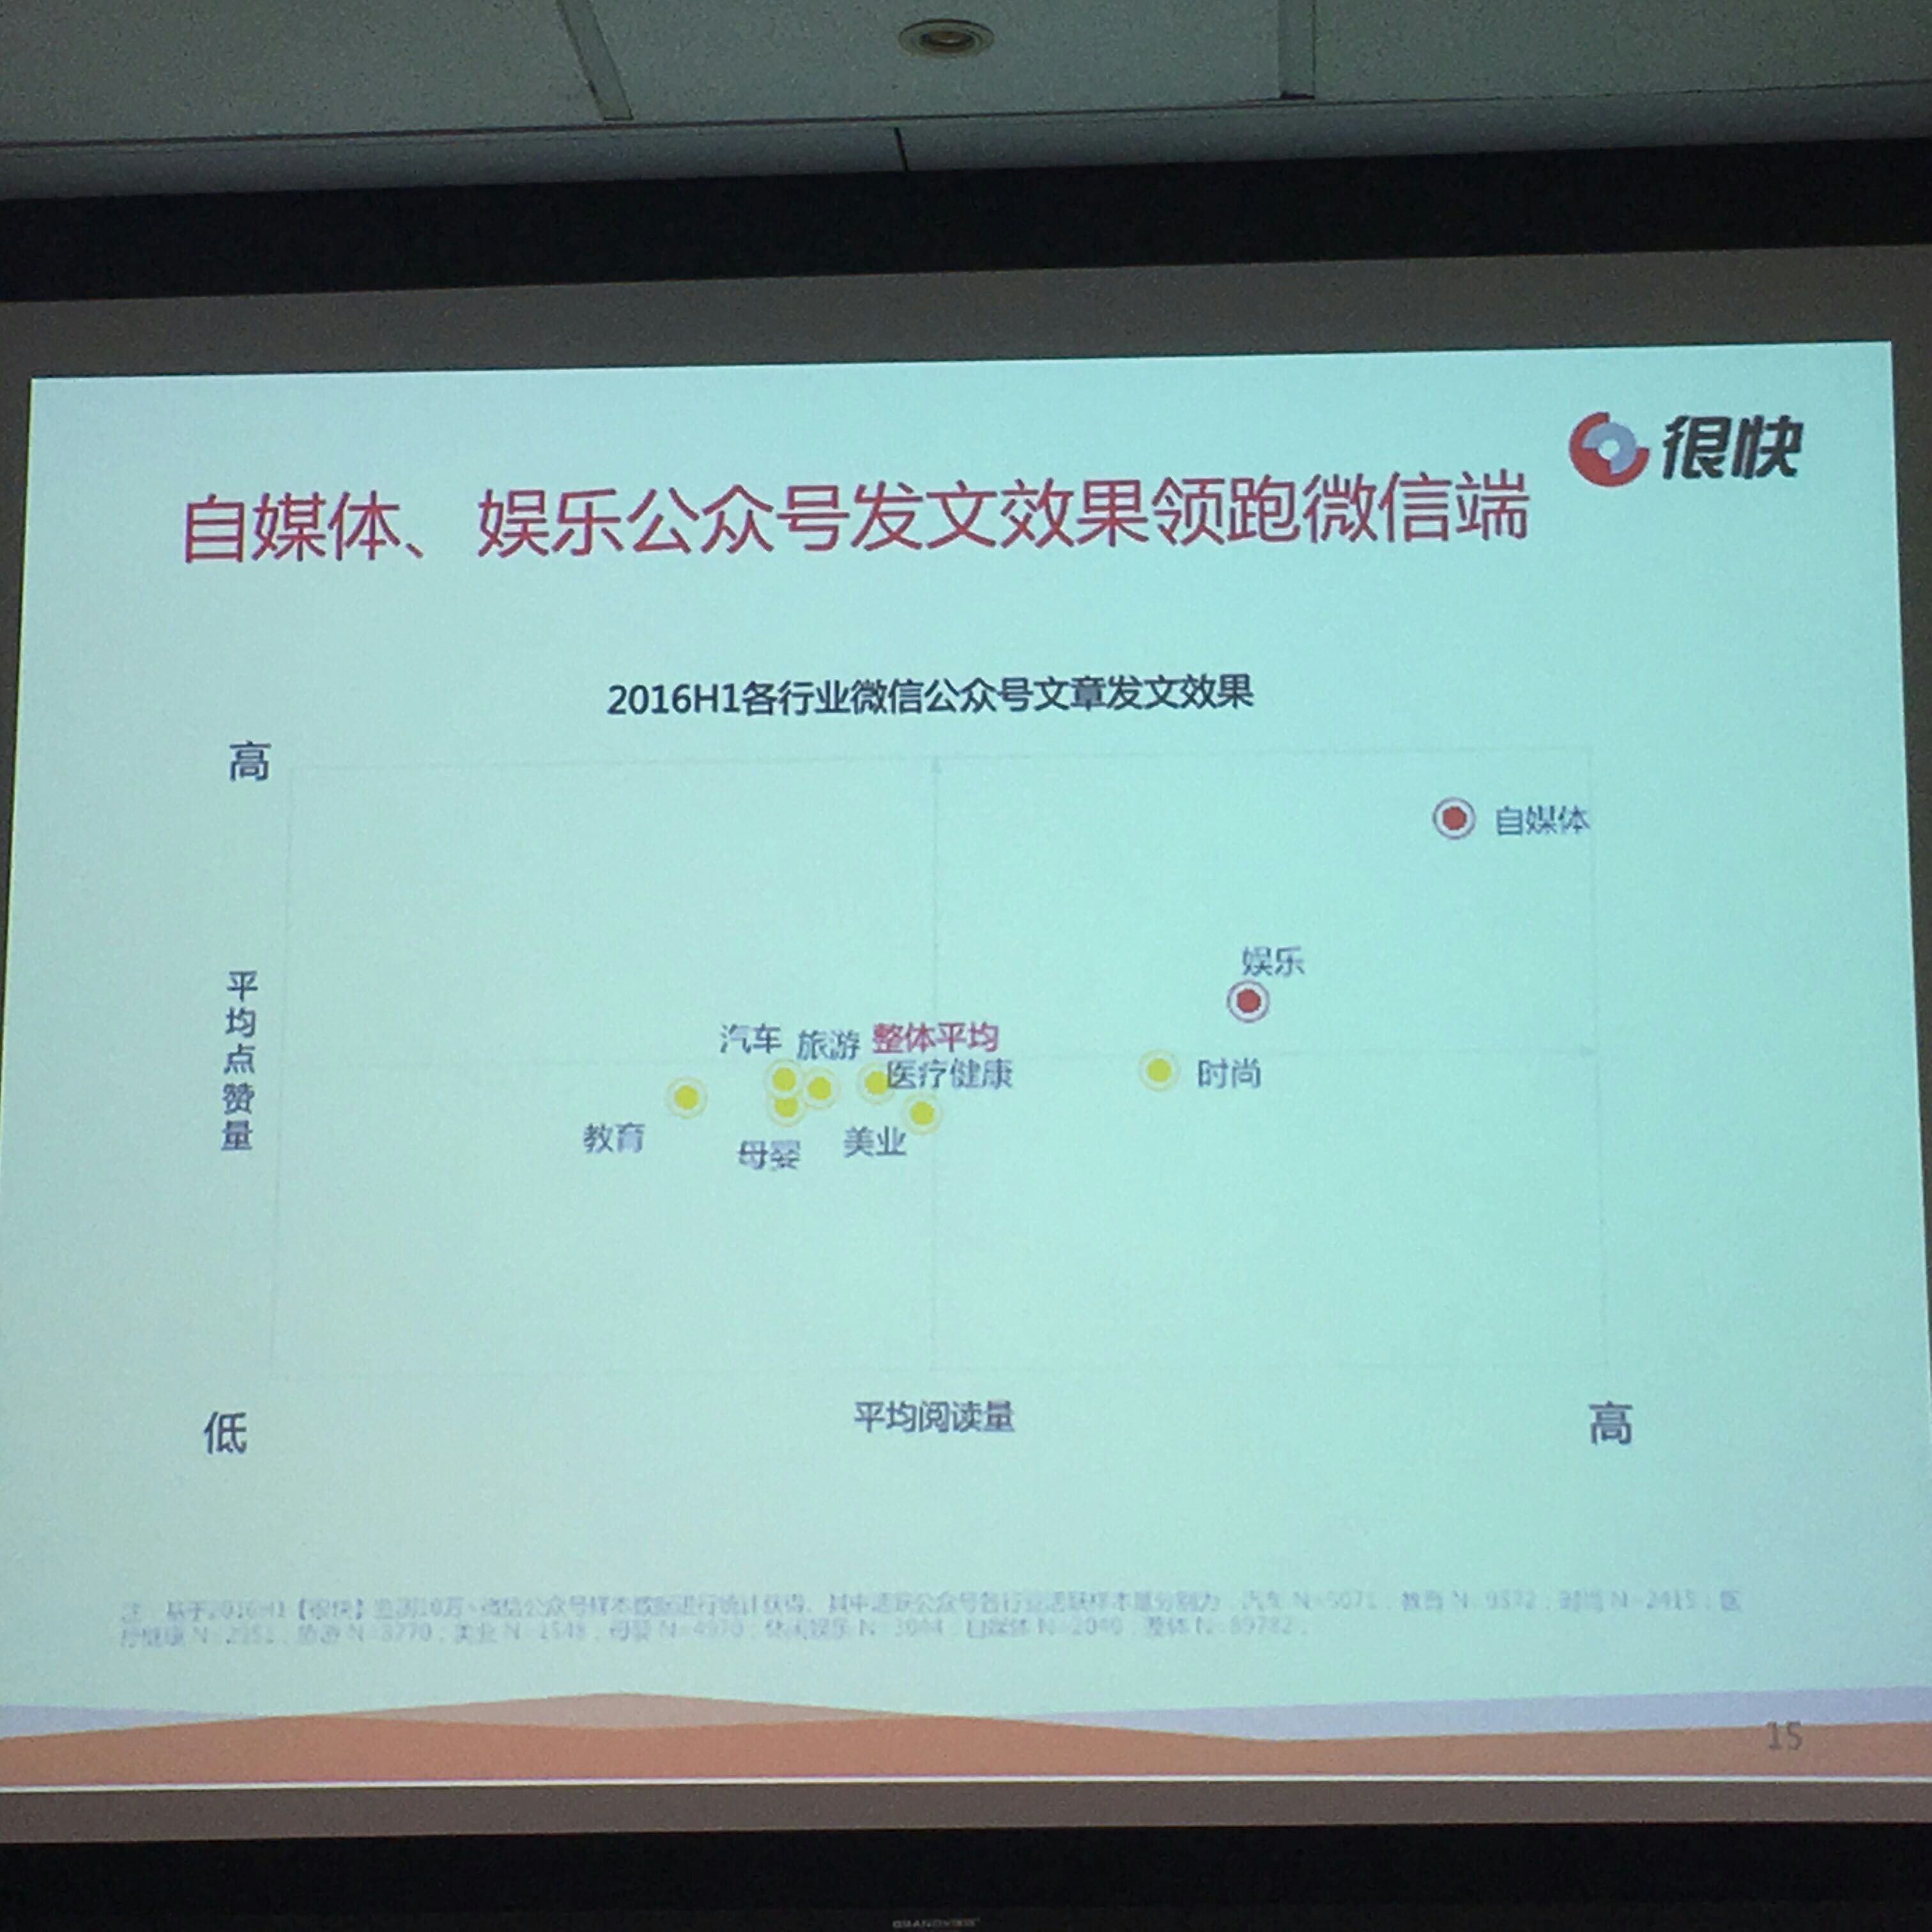 很快
自媒体、娱乐公众号发文效果领跑微信端
2016H1各行业微信公众号文章发文效果
高
自媒体
娱乐
平均点赞量
汽车 旅游 整体平均
医疗健康
时尚
教育
母婴
美业
低
平均阅读量
高
注：基于2016H1【很快】监测10万+微信公众号样本数据进行统计获得，其中活跃公众号各行业活跃样本量分别为：汽车 N=5071；教育 N=9572；时尚 N=2415；医
疗健康；旅游 N=3770；美业 N=1548；母婴 N=4970；休闲娱乐 N=3044；自媒体 N=2040；整体 N=89782；
15